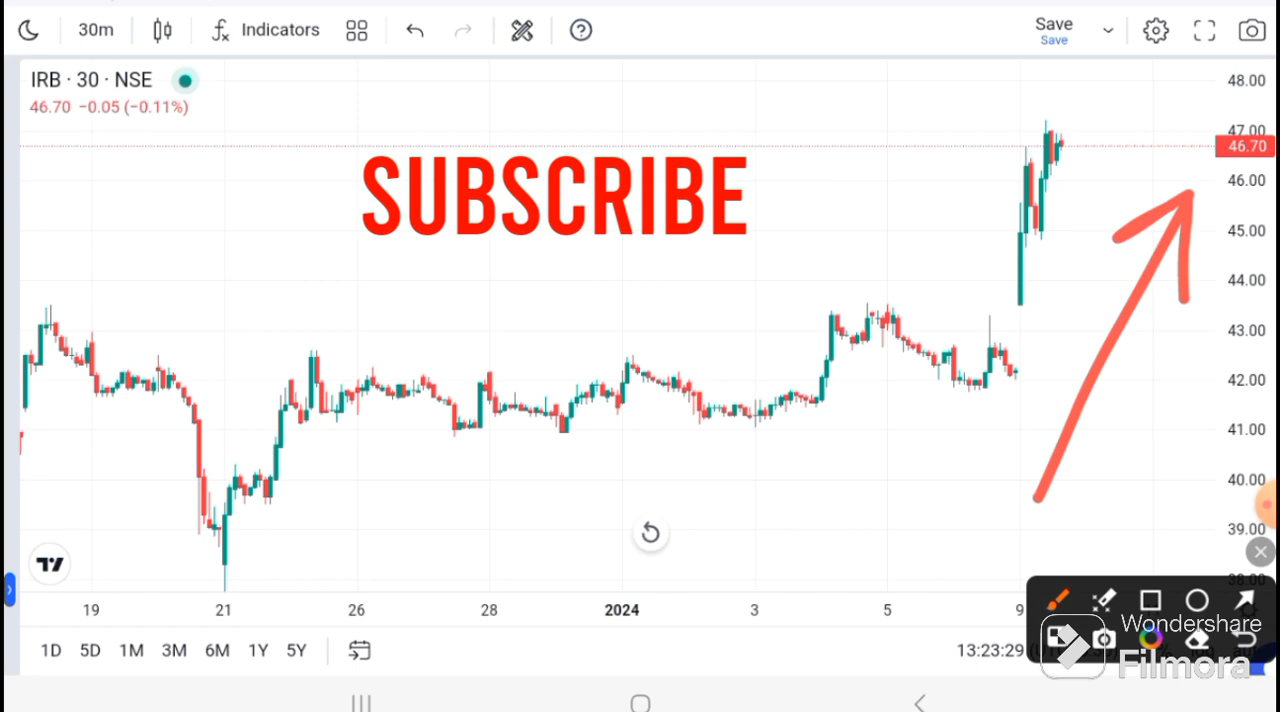 30m
Indicators
Save
Save
IRB · 30 · NSE
46.70 −0.05 (−0.11%)
48.00
47.00
46.70
46.00
45.00
44.00
43.00
42.00
41.00
40.00
39.00
38.00
SUBSCRIBE
19 21 26 28 2024 3 5 9
1D 5D 1M 3M 6M 1Y 5Y
13:23:29
Wondershare
Filmora